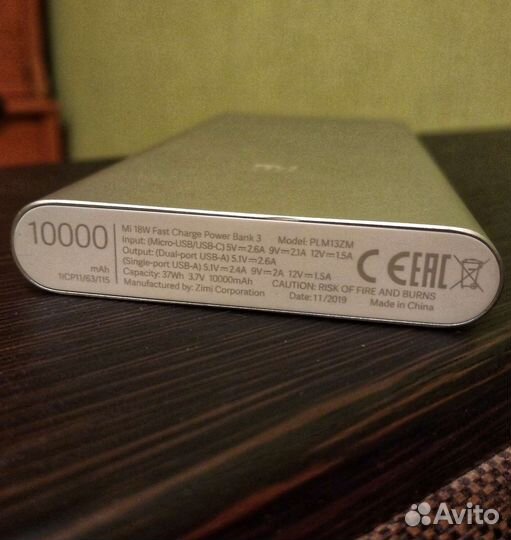 mi
10000
mAh
1ICP11/63/115
Mi 18W Fast Charge Power Bank 3 Model: PLM13ZM
Input: (Micro-USB/USB-C) 5V⎓2.6A 9V⎓2.1A 12V⎓1.5A
Output: (Dual-port USB-A) 5.1V⎓2.6A
(Single-port USB-A) 5.1V⎓2.4A 9V⎓2A 12V⎓1.5A
Capacity: 37Wh 3.7V 10000mAh
Manufactured by: Zimi Corporation
CAUTION: RISK OF FIRE AND BURNS
Date: 11/2019 Made in China
CE EAC
Avito